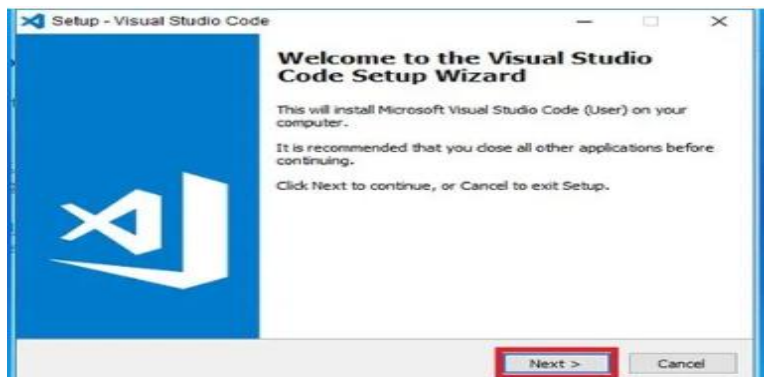 Setup - Visual Studio Code
Welcome to the Visual Studio
Code Setup Wizard
This will install Microsoft Visual Studio Code (User) on your
computer.
It is recommended that you close all other applications before
continuing.
Click Next to continue, or Cancel to exit Setup.
Next >
Cancel